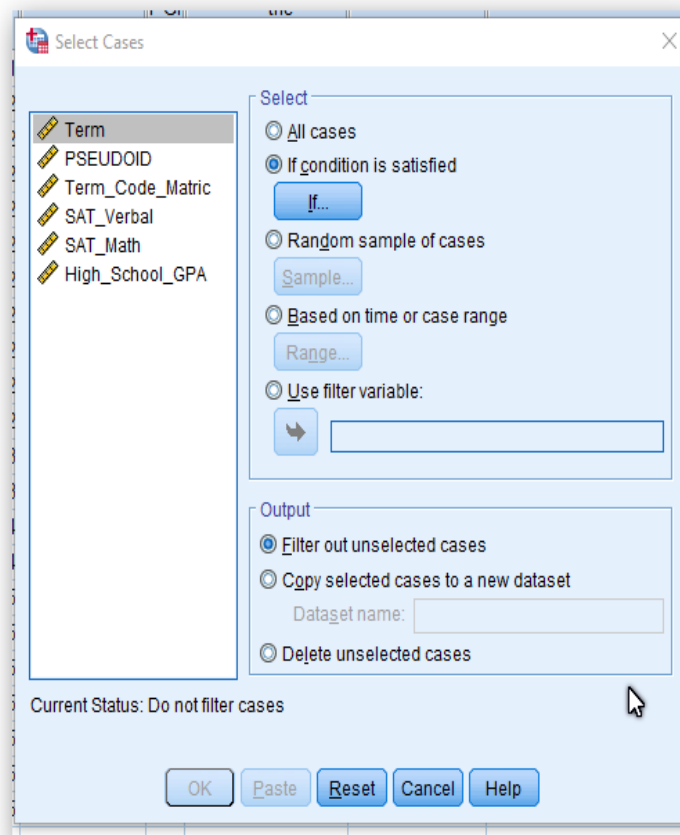 Select Cases
Term
PSEUDOID
Term_Code_Matric
SAT_Verbal
SAT_Math
High_School_GPA
Select
All cases
If condition is satisfied
If...
Random sample of cases
Sample...
Based on time or case range
Range...
Use filter variable:
Output
Filter out unselected cases
Copy selected cases to a new dataset
Dataset name:
Delete unselected cases
Current Status: Do not filter cases
OK Paste Reset Cancel Help